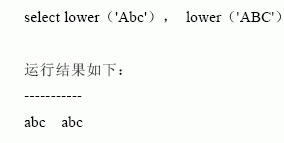 select lower（'Abc'）， lower（'ABC'）
运行结果如下：
-----------
abc abc